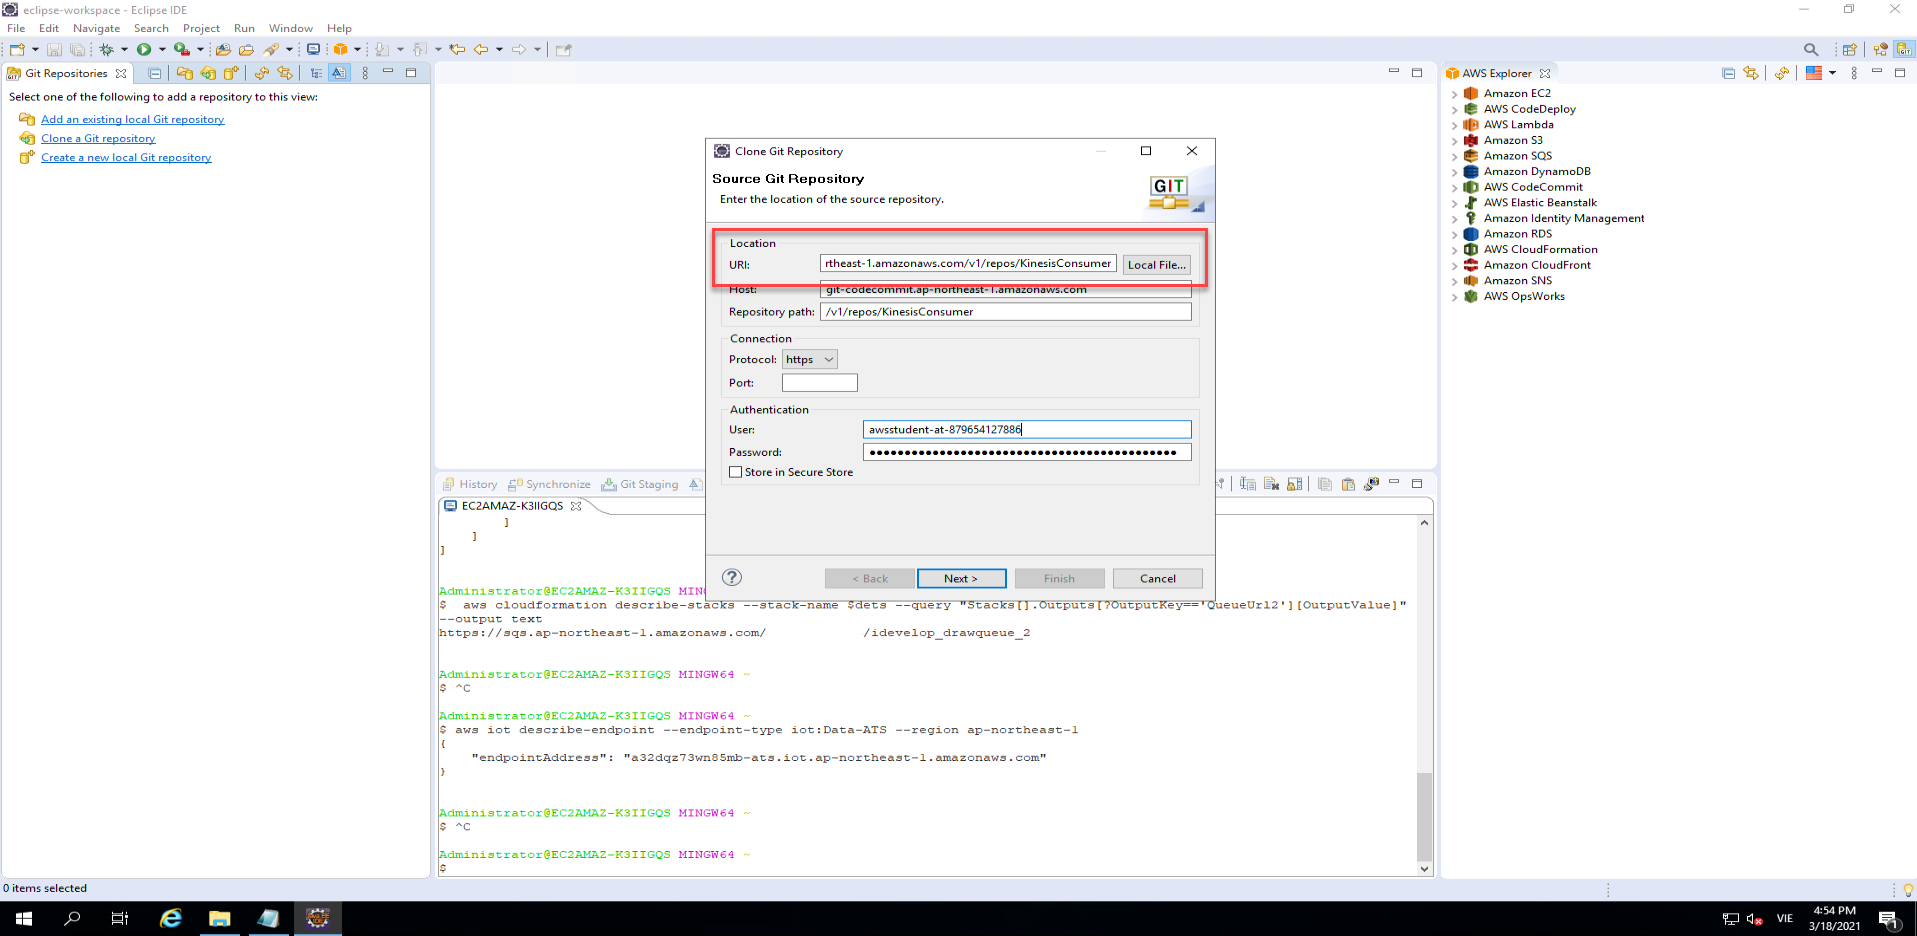 eclipse-workspace - Eclipse IDE
File Edit Navigate Search Project Run Window Help
Git Repositories
Select one of the following to add a repository to this view:
Add an existing local Git repository
Clone a Git repository
Create a new local Git repository
Clone Git Repository
Source Git Repository
Enter the location of the source repository.
GIT
Location
URI: rtheast-1.amazonaws.com/v1/repos/KinesisConsumer Local File...
Host: git-codecommit.ap-northeast-1.amazonaws.com
Repository path: /v1/repos/KinesisConsumer
Connection
Protocol: https
Port:
Authentication
User: awsstudent-at-879654127886
Password: ●●●●●●●●●●●●●●●●●●●●●●●●●●●●●●●●●●●●●●●●●●●●
Store in Secure Store
? < Back Next > Finish Cancel
AWS Explorer
Amazon EC2
AWS CodeDeploy
AWS Lambda
Amazon S3
Amazon SQS
Amazon DynamoDB
AWS CodeCommit
AWS Elastic Beanstalk
Amazon Identity Management
Amazon RDS
AWS CloudFormation
Amazon CloudFront
Amazon SNS
AWS OpsWorks
History Synchronize Git Staging
EC2AMAZ-K3IIGQS
]
]
]
Administrator@EC2AMAZ-K3IIGQS MING
$ aws cloudformation describe-stacks --stack-name $dets --query "Stacks[].Outputs[?OutputKey=='QueueUrl2'][OutputValue]"
--output text
https://sqs.ap-northeast-1.amazonaws.com/ /idevelop_drawqueue_2
Administrator@EC2AMAZ-K3IIGQS MINGW64 ~
$ ^C
Administrator@EC2AMAZ-K3IIGQS MINGW64 ~
$ aws iot describe-endpoint --endpoint-type iot:Data-ATS --region ap-northeast-1
{
"endpointAddress": "a32dqz73wn85mb-ats.iot.ap-northeast-1.amazonaws.com"
}
Administrator@EC2AMAZ-K3IIGQS MINGW64 ~
$ ^C
Administrator@EC2AMAZ-K3IIGQS MINGW64 ~
$
0 items selected
VIE
4:54 PM
3/18/2021
1